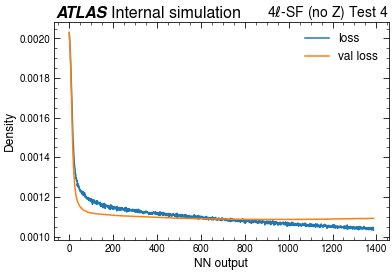 ATLAS Internal simulation 4ℓ-SF (no Z) Test 4
loss
val loss
0.0020
0.0018
0.0016
0.0014
0.0012
0.0010
Density
0 200 400 600 800 1000 1200 1400
NN output